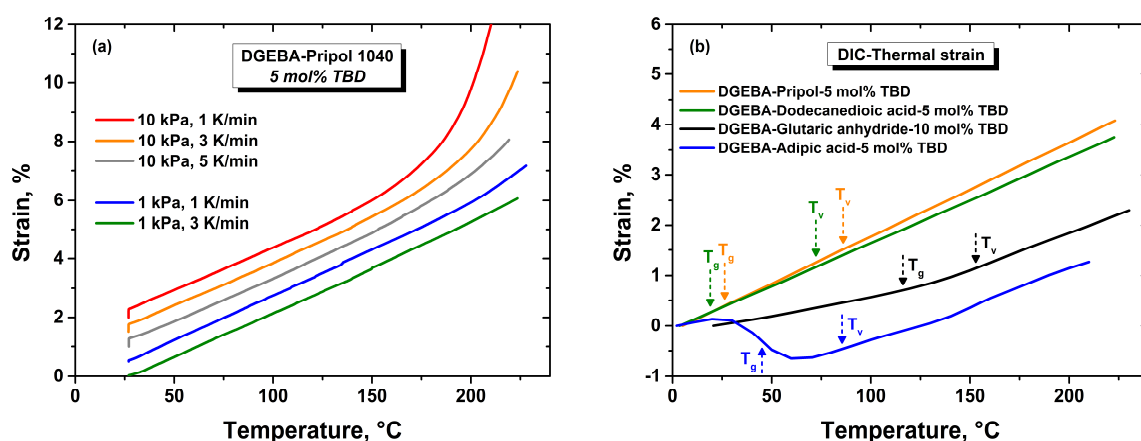 (a)
DGEBA-Pripol 1040
5 mol% TBD
10 kPa, 1 K/min
10 kPa, 3 K/min
10 kPa, 5 K/min
1 kPa, 1 K/min
1 kPa, 3 K/min
12
10
8
6
4
2
0
Strain, %
50
100
150
200
Temperature, °C
(b)
DIC-Thermal strain
DGEBA-Pripol-5 mol% TBD
DGEBA-Dodecanedioic acid-5 mol% TBD
DGEBA-Glutaric anhydride-10 mol% TBD
DGEBA-Adipic acid-5 mol% TBD
Tv
Tv
Tg
Tg
Tv
Tg
Tv
Tg
6
5
4
3
2
1
0
-1
Strain, %
50
100
150
200
Temperature, °C